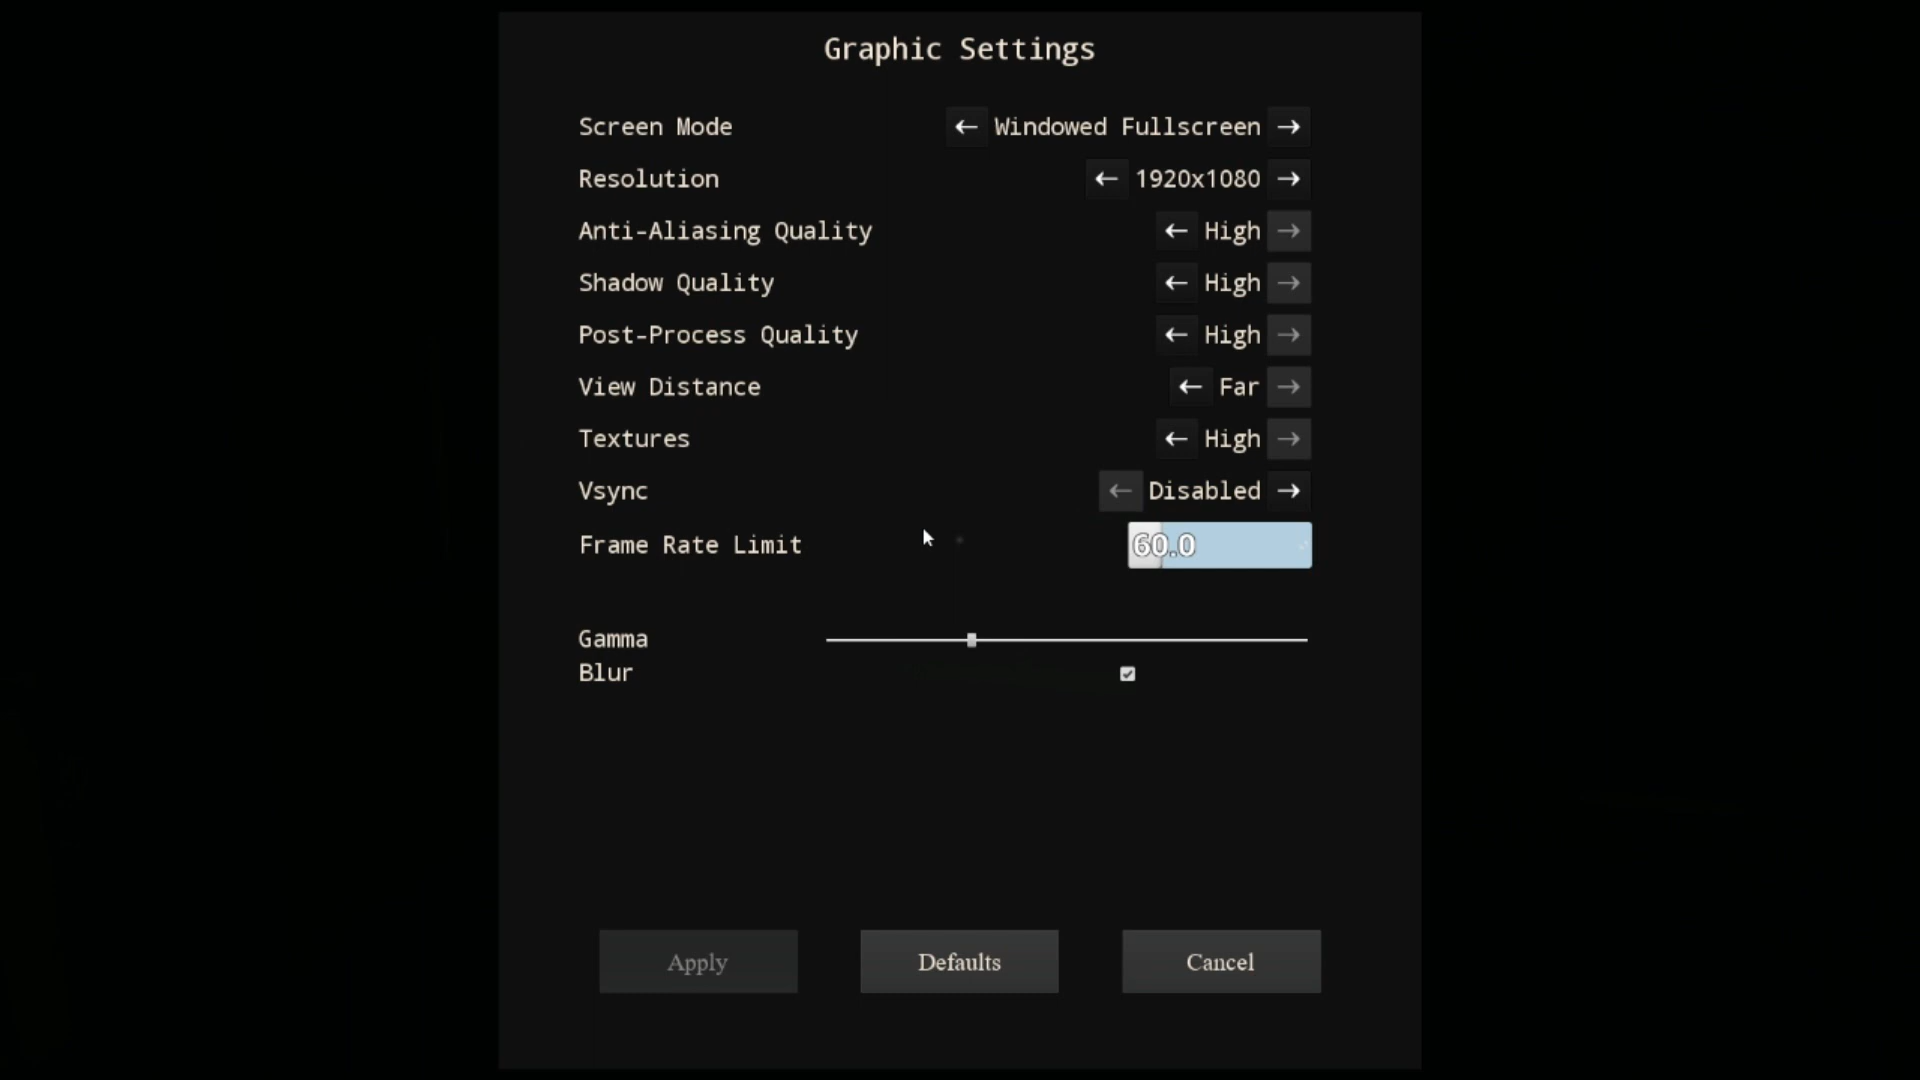 Graphic Settings
Screen Mode ← Windowed Fullscreen →
Resolution ← 1920x1080 →
Anti-Aliasing Quality ← High →
Shadow Quality ← High →
Post-Process Quality ← High →
View Distance ← Far →
Textures ← High →
Vsync ← Disabled →
Frame Rate Limit 60.0
Gamma
Blur
Apply Defaults Cancel